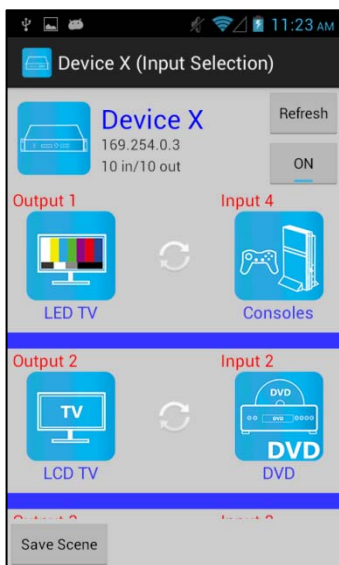 11:23 AM
Device X (Input Selection)
Device X
169.254.0.3
10 in/10 out
Refresh
ON
Output 1
Input 4
LED TV
Consoles
Output 2
Input 2
TV
DVD
DVD
DVD
LCD TV
DVD
Save Scene